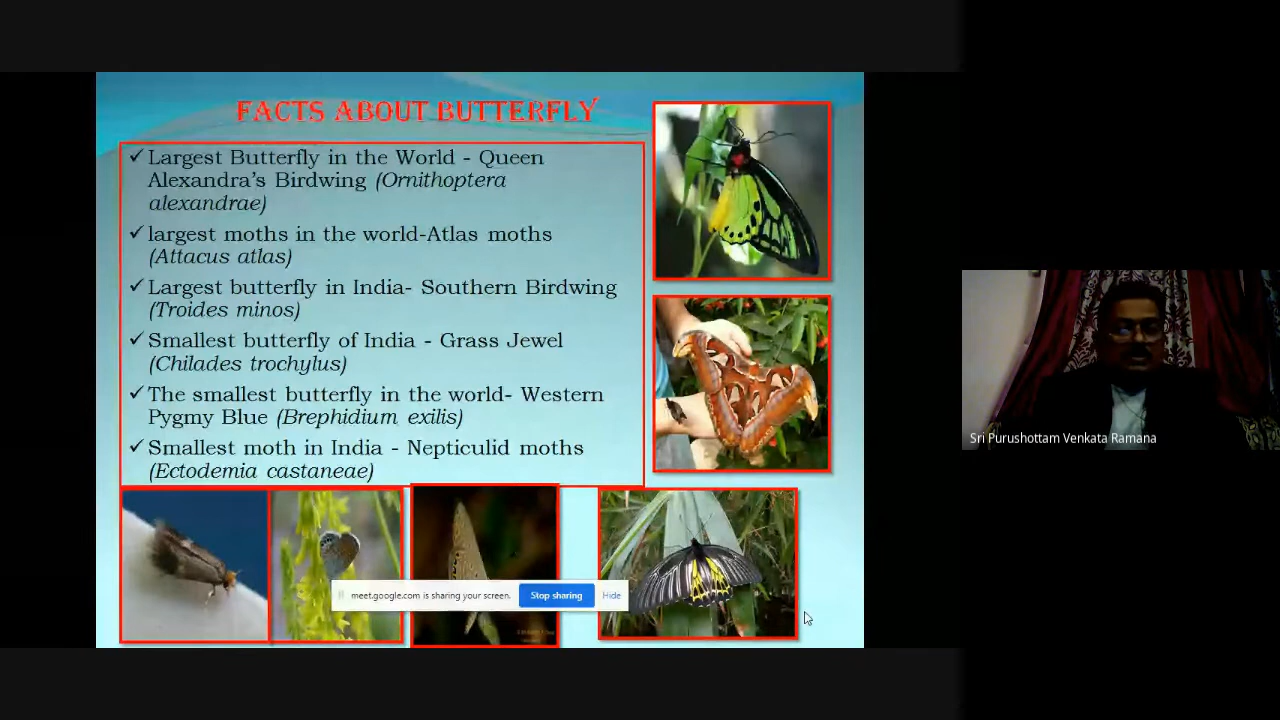 FACTS ABOUT BUTTERFLY
✓Largest Butterfly in the World - Queen
Alexandra's Birdwing (Ornithoptera
alexandrae)
✓largest moths in the world-Atlas moths
(Attacus atlas)
✓Largest butterfly in India- Southern Birdwing
(Troides minos)
✓Smallest butterfly of India - Grass Jewel
(Chilades trochylus)
✓The smallest butterfly in the world- Western
Pygmy Blue (Brephidium exilis)
✓Smallest moth in India - Nepticulid moths
(Ectodemia castaneae)
meet.google.com is sharing your screen.
Stop sharing
Hide
Sri Purushottam Venkata Ramana